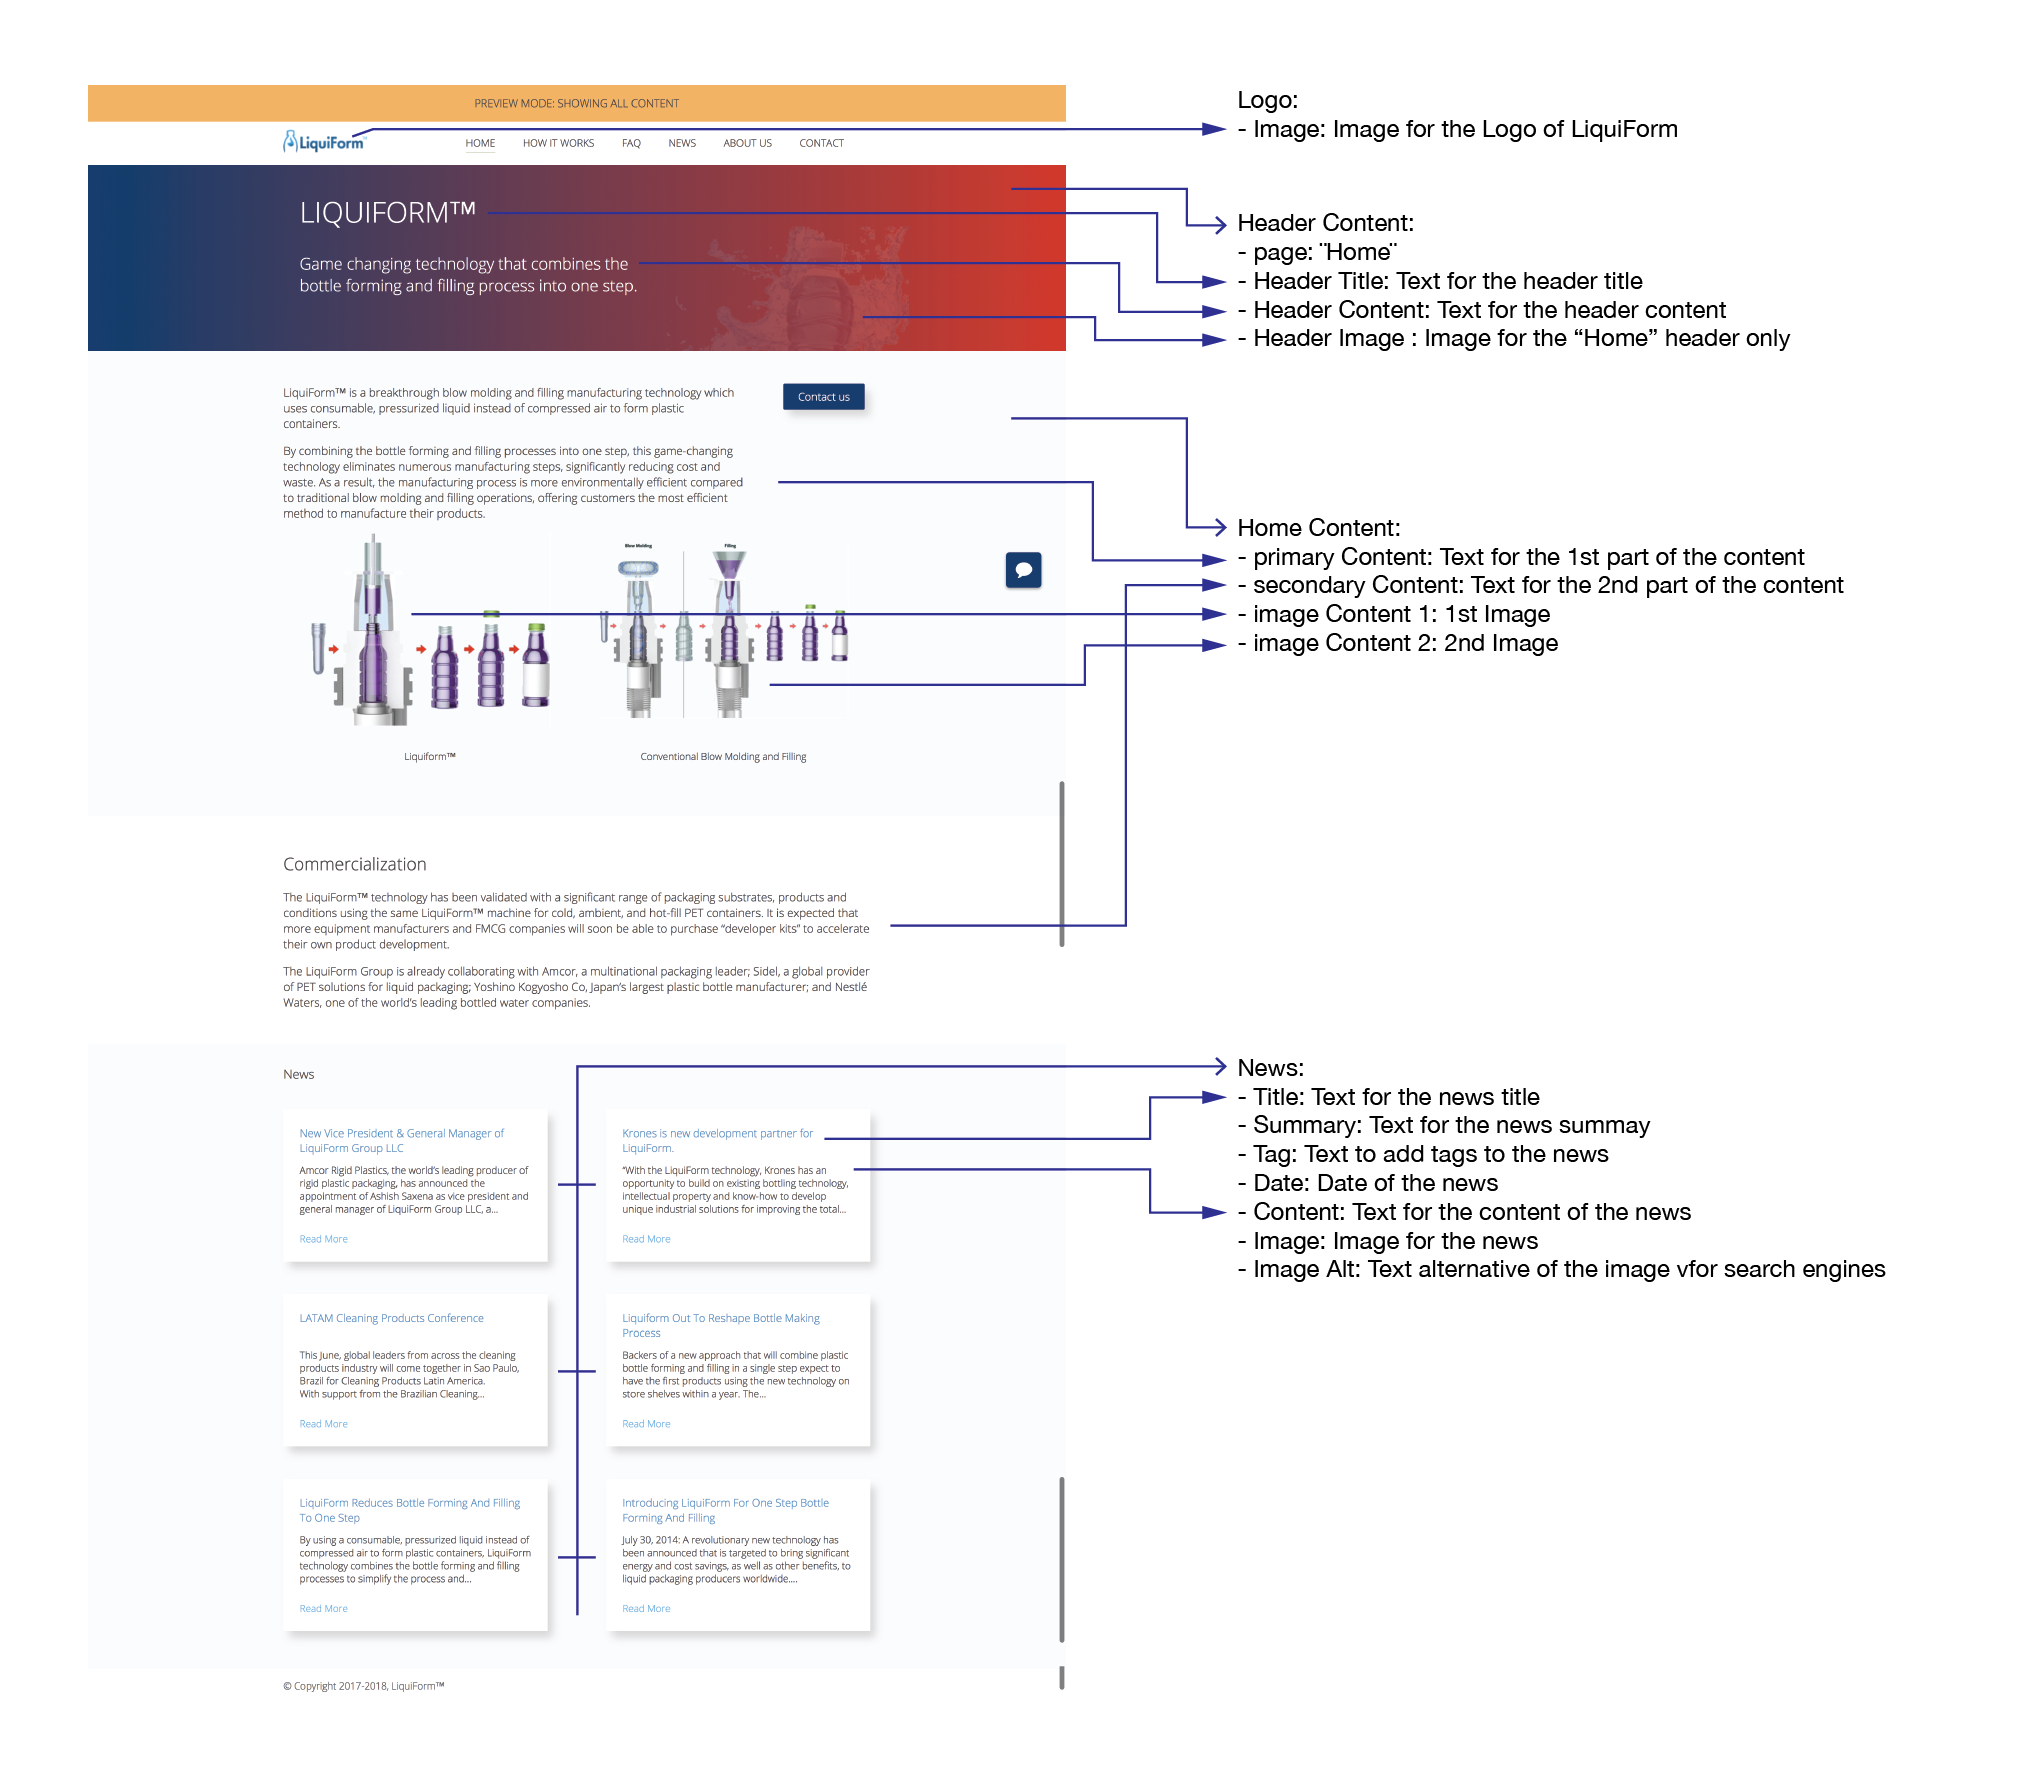 PREVIEW MODE: SHOWING ALL CONTENT
LiquiForm™
HOME HOW IT WORKS FAQ NEWS ABOUT US CONTACT
LIQUIFORM™
Game changing technology that combines the
bottle forming and filling process into one step.
LiquiForm™ is a breakthrough blow molding and filling manufacturing technology which
uses consumable, pressurized liquid instead of compressed air to form plastic
containers.
Contact us
By combining the bottle forming and filling processes into one step, this game-changing
technology eliminates numerous manufacturing steps, significantly reducing cost and
waste. As a result, the manufacturing process is more environmentally efficient compared
to traditional blow molding and filling operations, offering customers the most efficient
method to manufacture their products.
Blow Molding Filling
Liquiform™
Conventional Blow Molding and Filling
Commercialization
The LiquiForm™ technology has been validated with a significant range of packaging substrates, products and
conditions using the same LiquiForm™ machine for cold, ambient, and hot-fill PET containers. It is expected that
more equipment manufacturers and FMCG companies will soon be able to purchase “developer kits” to accelerate
their own product development.
The LiquiForm Group is already collaborating with Amcor, a multinational packaging leader; Sidel, a global provider
of PET solutions for liquid packaging; Yoshino Kogyosho Co, Japan’s largest plastic bottle manufacturer; and Nestlé
Waters, one of the world’s leading bottled water companies.
News
New Vice President & General Manager of
LiquiForm Group LLC
Amcor Rigid Plastics, the world’s leading producer of
rigid plastic packaging, has announced the
appointment of Ashish Saxena as vice president and
general manager of LiquiForm Group LLC, a...
Read More
Krones is new development partner for
LiquiForm.
“With the LiquiForm technology, Krones has an
opportunity to build on existing bottling technology,
intellectual property and know-how to develop
unique industrial solutions for improving the total...
Read More
LATAM Cleaning Products Conference
This June, global leaders from across the cleaning
products industry will come together in Sao Paulo,
Brazil for Cleaning Products Latin America.
With support from the Brazilian Cleaning...
Read More
Liquiform Out To Reshape Bottle Making
Process
Backers of a new approach that will combine plastic
bottle forming and filling in a single step expect to
have the first products using the new technology on
store shelves within a year. The...
Read More
LiquiForm Reduces Bottle Forming And Filling
To One Step
By using a consumable, pressurized liquid instead of
compressed air to form plastic containers, LiquiForm
technology combines the bottle forming and filling
processes to simplify the process and...
Read More
Introducing LiquiForm For One Step Bottle
Forming And Filling
July 30, 2014: A revolutionary new technology has
been announced that is targeted to bring significant
energy and cost savings, as well as other benefits, to
liquid packaging producers worldwide....
Read More
© Copyright 2017-2018, LiquiForm™
Logo:
- Image: Image for the Logo of LiquiForm
Header Content:
- page: ¨Home¨
- Header Title: Text for the header title
- Header Content: Text for the header content
- Header Image : Image for the “Home” header only
Home Content:
- primary Content: Text for the 1st part of the content
- secondary Content: Text for the 2nd part of the content
- image Content 1: 1st Image
- image Content 2: 2nd Image
News:
- Title: Text for the news title
- Summary: Text for the news summay
- Tag: Text to add tags to the news
- Date: Date of the news
- Content: Text for the content of the news
- Image: Image for the news
- Image Alt: Text alternative of the image vfor search engines